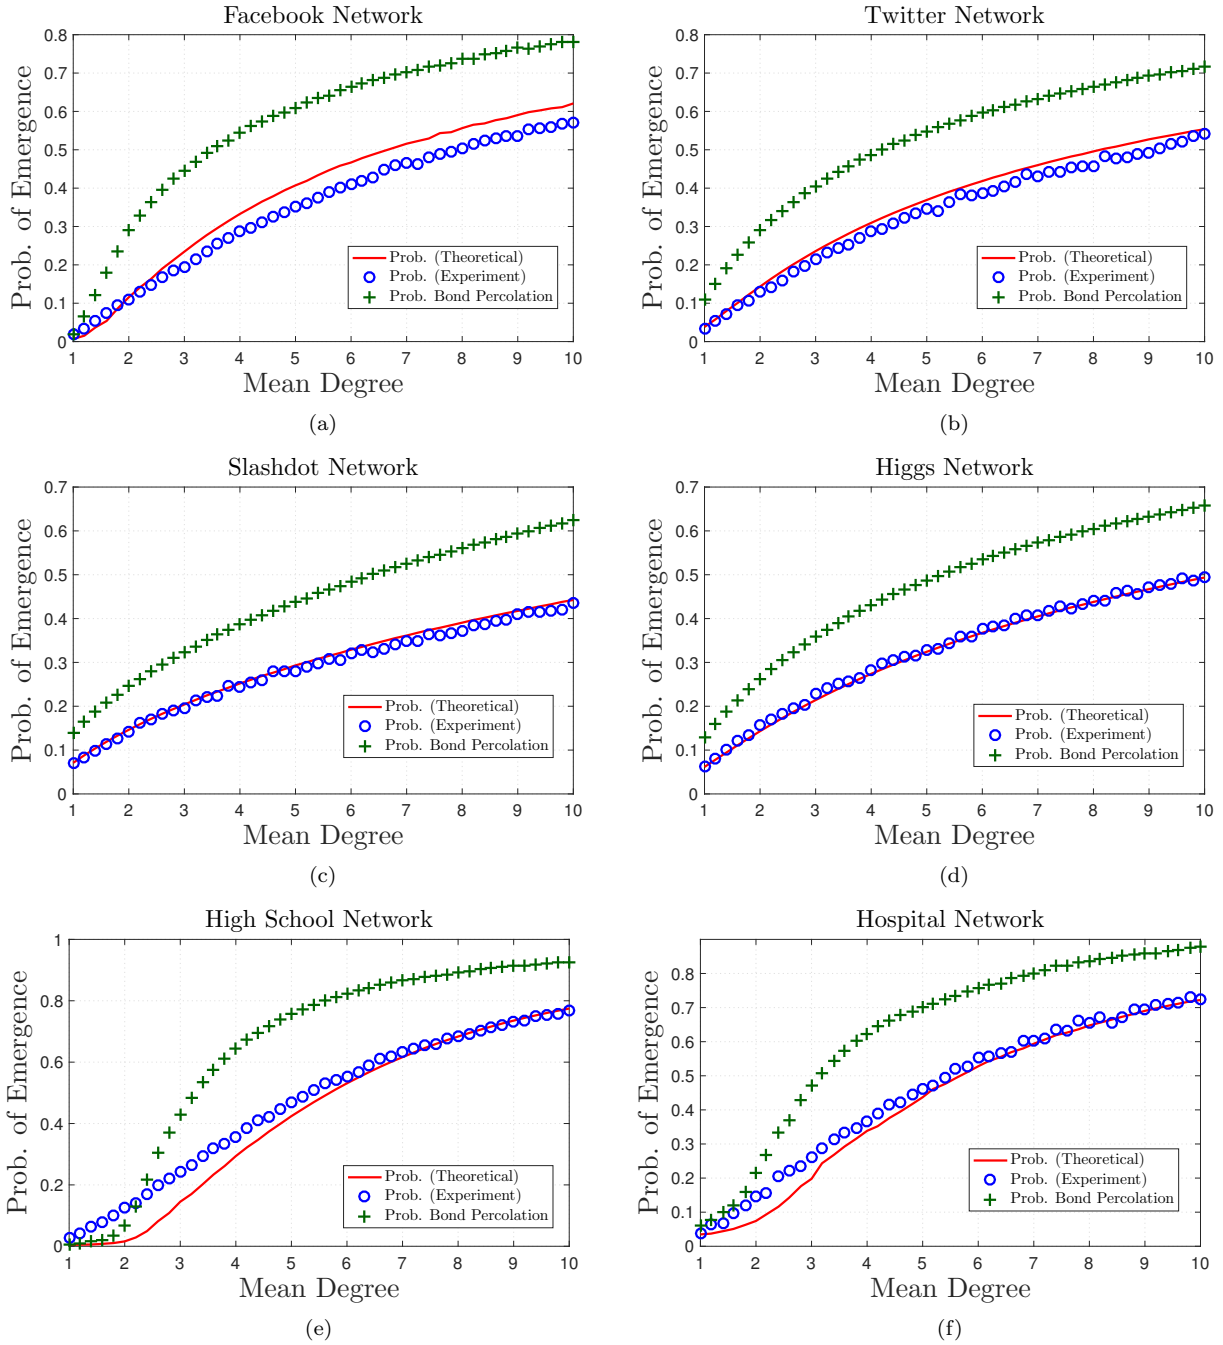 Facebook Network
Prob. of Emergence
0.8
0.7
0.6
0.5
0.4
0.3
0.2
0.1
0
Prob. (Theoretical)
Prob. (Experiment)
Prob. Bond Percolation
1 2 3 4 5 6 7 8 9 10
Mean Degree
(a)
Twitter Network
Prob. of Emergence
0.8
0.7
0.6
0.5
0.4
0.3
0.2
0.1
0
Prob. (Theoretical)
Prob. (Experiment)
Prob. Bond Percolation
1 2 3 4 5 6 7 8 9 10
Mean Degree
(b)
Slashdot Network
Prob. of Emergence
0.7
0.6
0.5
0.4
0.3
0.2
0.1
0
Prob. (Theoretical)
Prob. (Experiment)
Prob. Bond Percolation
1 2 3 4 5 6 7 8 9 10
Mean Degree
(c)
Higgs Network
Prob. of Emergence
0.7
0.6
0.5
0.4
0.3
0.2
0.1
0
Prob. (Theoretical)
Prob. (Experiment)
Prob. Bond Percolation
1 2 3 4 5 6 7 8 9 10
Mean Degree
(d)
High School Network
Prob. of Emergence
1
0.8
0.6
0.4
0.2
0
Prob. (Theoretical)
Prob. (Experiment)
Prob. Bond Percolation
1 2 3 4 5 6 7 8 9 10
Mean Degree
(e)
Hospital Network
Prob. of Emergence
0.8
0.7
0.6
0.5
0.4
0.3
0.2
0.1
0
Prob. (Theoretical)
Prob. (Experiment)
Prob. Bond Percolation
1 2 3 4 5 6 7 8 9 10
Mean Degree
(f)